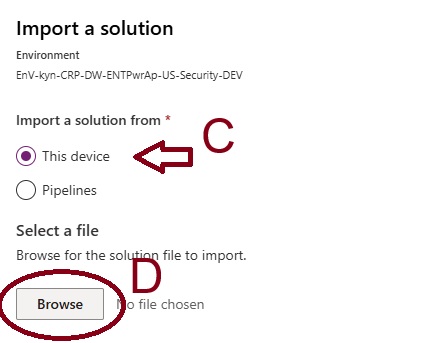 Import a solution
Environment
EnV-kyn-CRP-DW-ENTPwrAp-US-Security-DEV
Import a solution from *
This device
C
Pipelines
Select a file
Browse for the solution file to import.
D
Browse
No file chosen